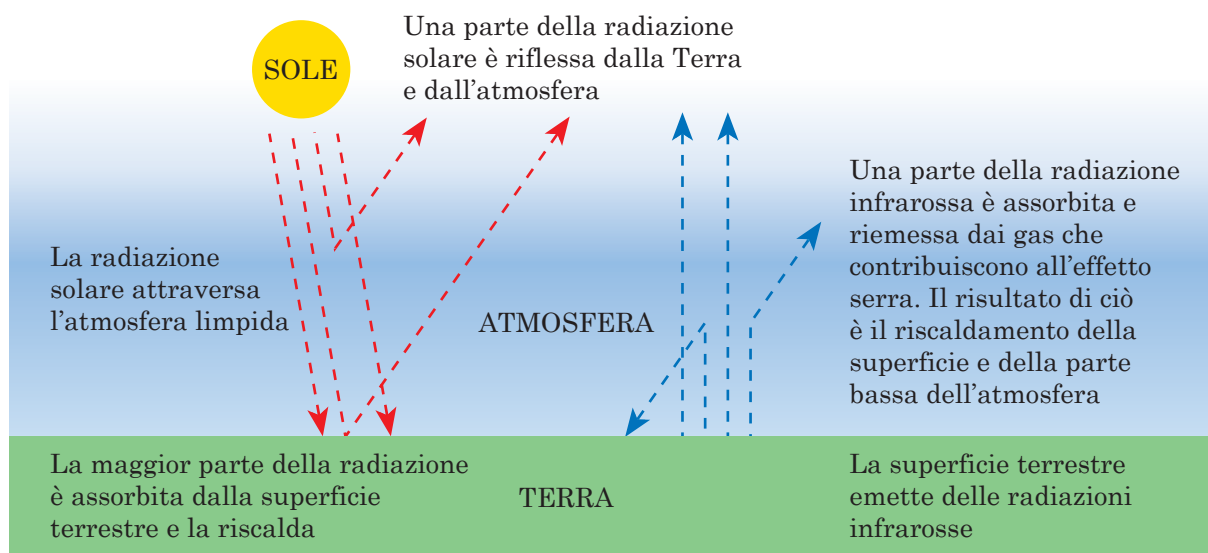 SOLE
Una parte della radiazione
solare è riflessa dalla Terra
e dall’atmosfera
La radiazione
solare attraversa
l’atmosfera limpida
ATMOSFERA
Una parte della radiazione
infrarossa è assorbita e
riemessa dai gas che
contribuiscono all’effetto
serra. Il risultato di ciò
è il riscaldamento della
superficie e della parte
bassa dell’atmosfera
La maggior parte della radiazione
è assorbita dalla superficie
terrestre e la riscalda
TERRA
La superficie terrestre
emette delle radiazioni
infrarosse